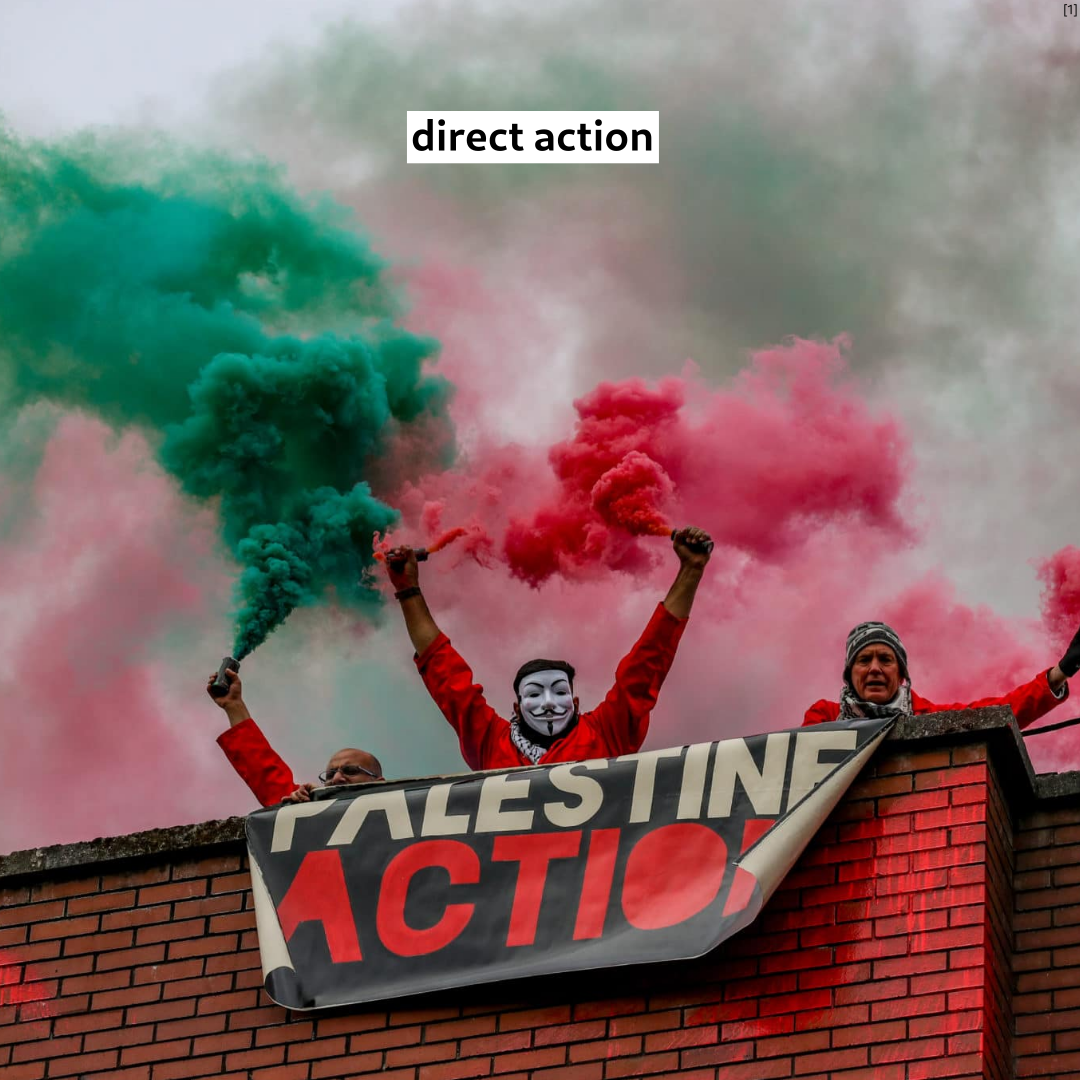 [1]
direct action
PALESTINE
ACTION